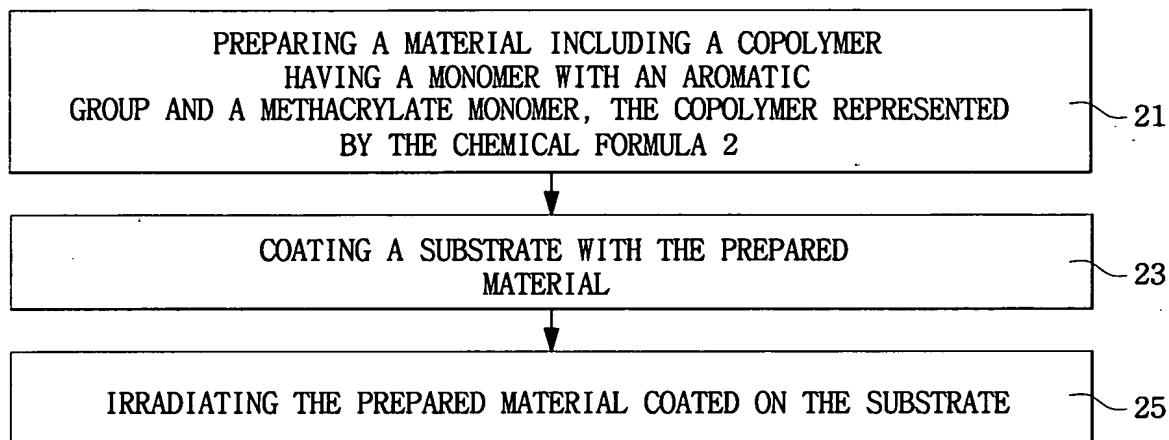 PREPARING A MATERIAL INCLUDING A COPOLYMER
HAVING A MONOMER WITH AN AROMATIC
GROUP AND A METHACRYLATE MONOMER, THE COPOLYMER REPRESENTED
BY THE CHEMICAL FORMULA 2
21
COATING A SUBSTRATE WITH THE PREPARED
MATERIAL
23
IRRADIATING THE PREPARED MATERIAL COATED ON THE SUBSTRATE
25